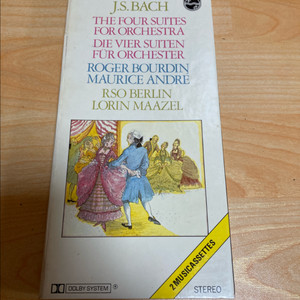 J.S. BACH
THE FOUR SUITES
FOR ORCHESTRA
DIE VIER SUITEN
FÜR ORCHESTER
ROGER BOURDIN
MAURICE ANDRÉ
RSO BERLIN
LORIN MAAZEL
2 MUSICASSETTES
DOLBY SYSTEM ®
STEREO